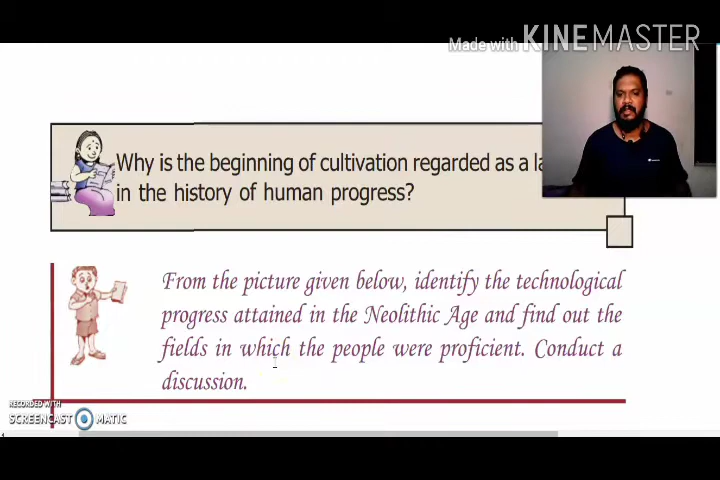 Made with KINEMASTER
Why is the beginning of cultivation regarded as a
in the history of human progress?
From the picture given below, identify the technological
progress attained in the Neolithic Age and find out the
fields in which the people were proficient. Conduct a
discussion.
RECORDED WITH
SCREENCAST MATIC